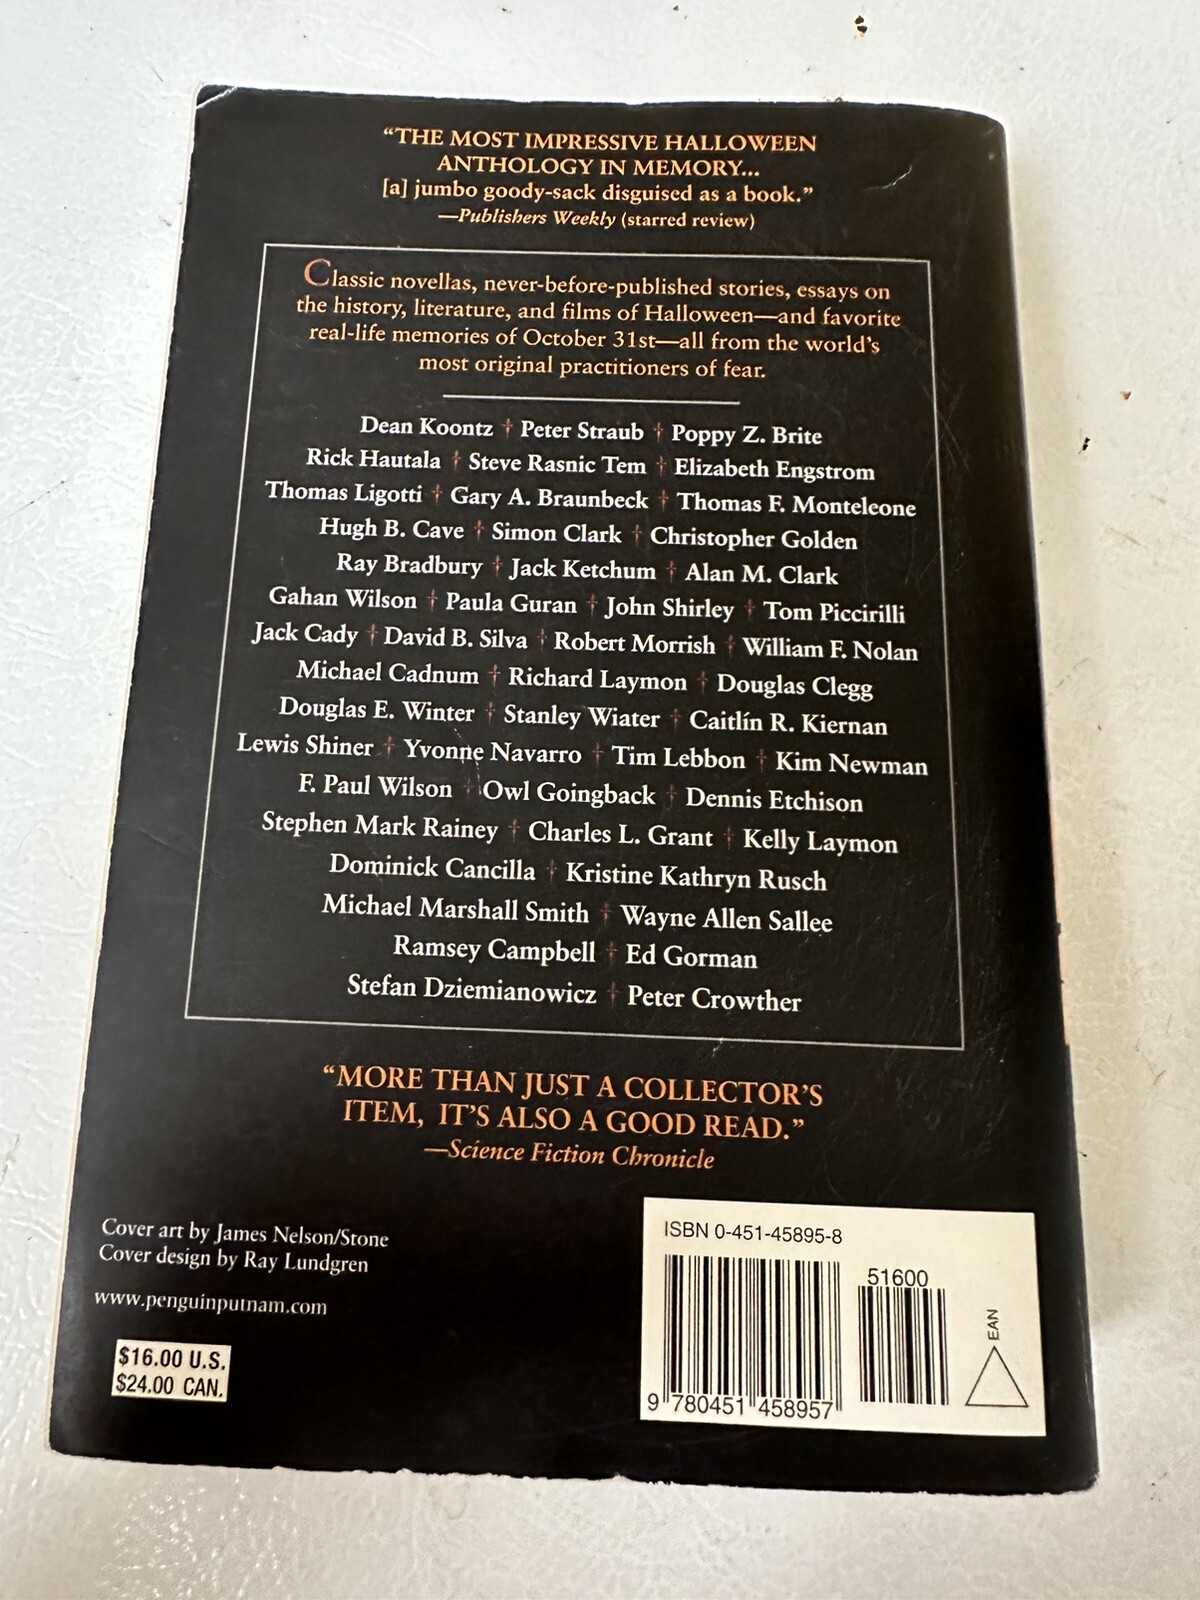 “THE MOST IMPRESSIVE HALLOWEEN
ANTHOLOGY IN MEMORY...
[a] jumbo goody-sack disguised as a book.”
—Publishers Weekly (starred review)
Classic novellas, never-before-published stories, essays on
the history, literature, and films of Halloween—and favorite
real-life memories of October 31st—all from the world’s
most original practitioners of fear.
Dean Koontz † Peter Straub † Poppy Z. Brite
Rick Hautala † Steve Rasnic Tem † Elizabeth Engstrom
Thomas Ligotti † Gary A. Braunbeck † Thomas F. Monteleone
Hugh B. Cave † Simon Clark † Christopher Golden
Ray Bradbury † Jack Ketchum † Alan M. Clark
Gahan Wilson † Paula Guran † John Shirley † Tom Piccirilli
Jack Cady † David B. Silva † Robert Morrish † William F. Nolan
Michael Cadnum † Richard Laymon † Douglas Clegg
Douglas E. Winter † Stanley Wiater † Caitlín R. Kiernan
Lewis Shiner † Yvonne Navarro † Tim Lebbon † Kim Newman
F. Paul Wilson † Owl Goingback † Dennis Etchison
Stephen Mark Rainey † Charles L. Grant † Kelly Laymon
Dominick Cancilla † Kristine Kathryn Rusch
Michael Marshall Smith † Wayne Allen Sallee
Ramsey Campbell † Ed Gorman
Stefan Dziemianowicz † Peter Crowther
“MORE THAN JUST A COLLECTOR’S
ITEM, IT’S ALSO A GOOD READ.”
—Science Fiction Chronicle
Cover art by James Nelson/Stone
Cover design by Ray Lundgren
www.penguinputnam.com
$16.00 U.S.
$24.00 CAN.
ISBN 0-451-45895-8
51600
EAN
9 780451 458957